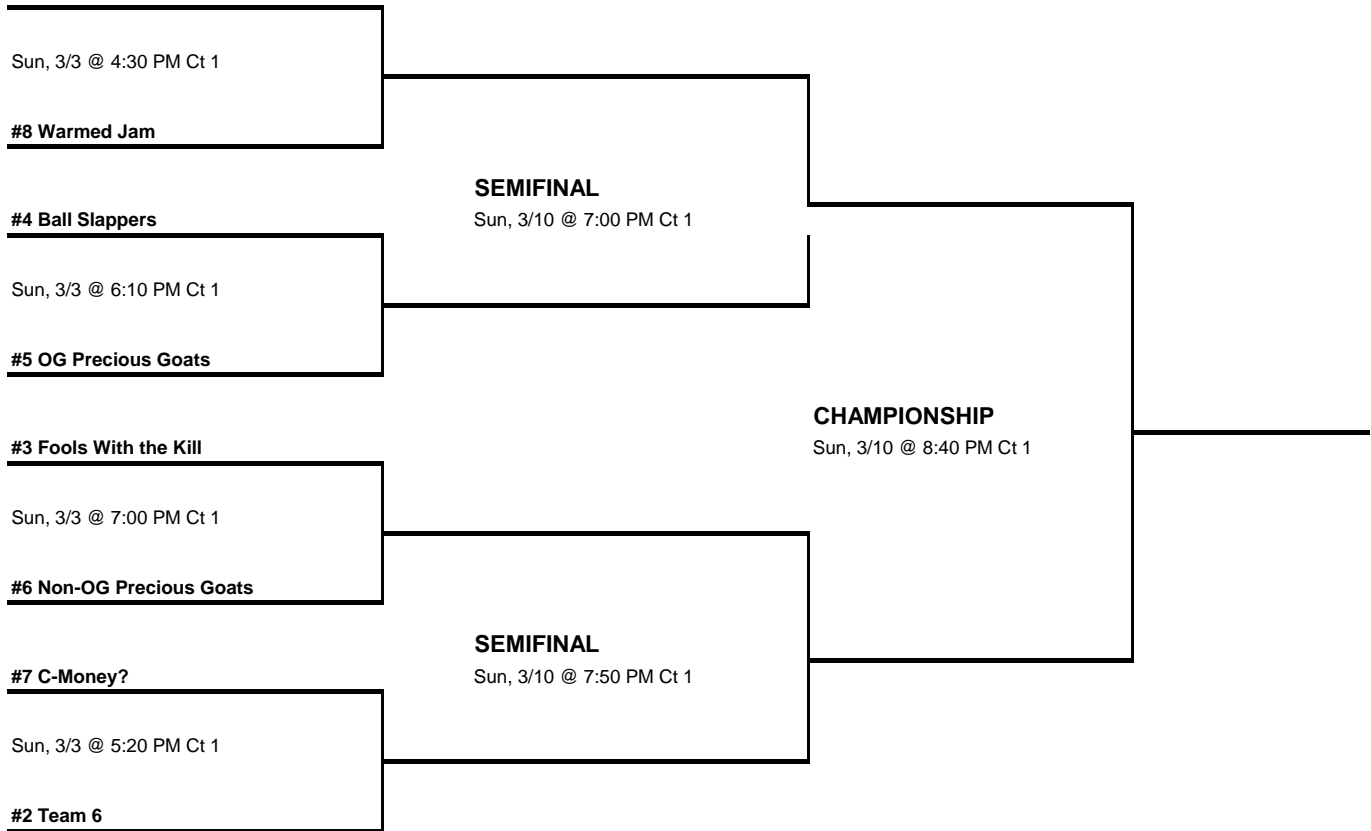 Sun, 3/3 @ 4:30 PM Ct 1
#8 Warmed Jam
#4 Ball Slappers
Sun, 3/3 @ 6:10 PM Ct 1
#5 OG Precious Goats
SEMIFINAL
Sun, 3/10 @ 7:00 PM Ct 1
#3 Fools With the Kill
Sun, 3/3 @ 7:00 PM Ct 1
#6 Non-OG Precious Goats
#7 C-Money?
Sun, 3/3 @ 5:20 PM Ct 1
#2 Team 6
SEMIFINAL
Sun, 3/10 @ 7:50 PM Ct 1
CHAMPIONSHIP
Sun, 3/10 @ 8:40 PM Ct 1